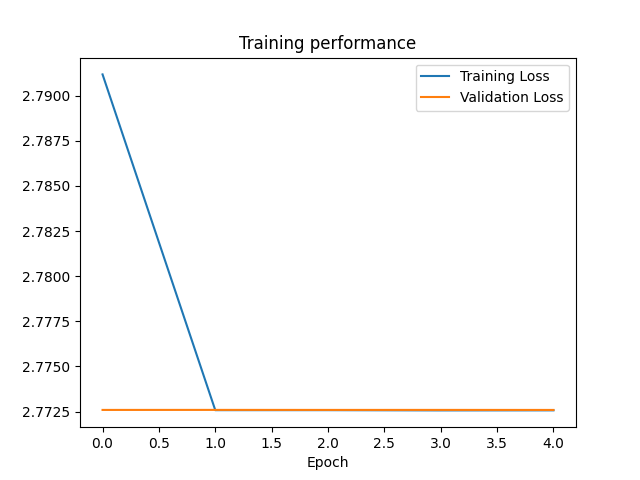 Training performance
Training Loss
Validation Loss
2.7900
2.7875
2.7850
2.7825
2.7800
2.7775
2.7750
2.7725
0.0 0.5 1.0 1.5 2.0 2.5 3.0 3.5 4.0
Epoch